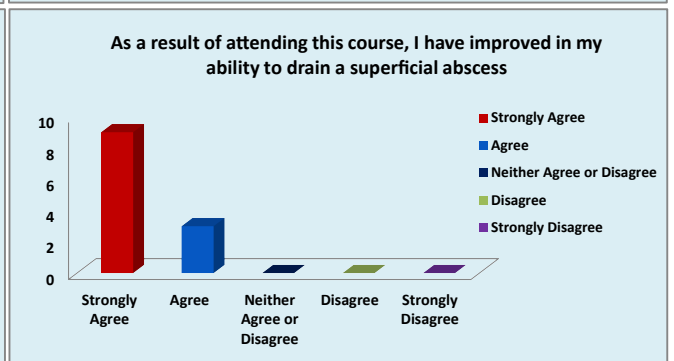 As a result of attending this course, I have improved in my
ability to drain a superficial abscess
10
8
6
4
2
0
Strongly Agree
Agree
Neither Agree or Disagree
Disagree
Strongly Disagree
Strongly
Agree
Agree
Neither
Agree or
Disagree
Disagree
Strongly
Disagree